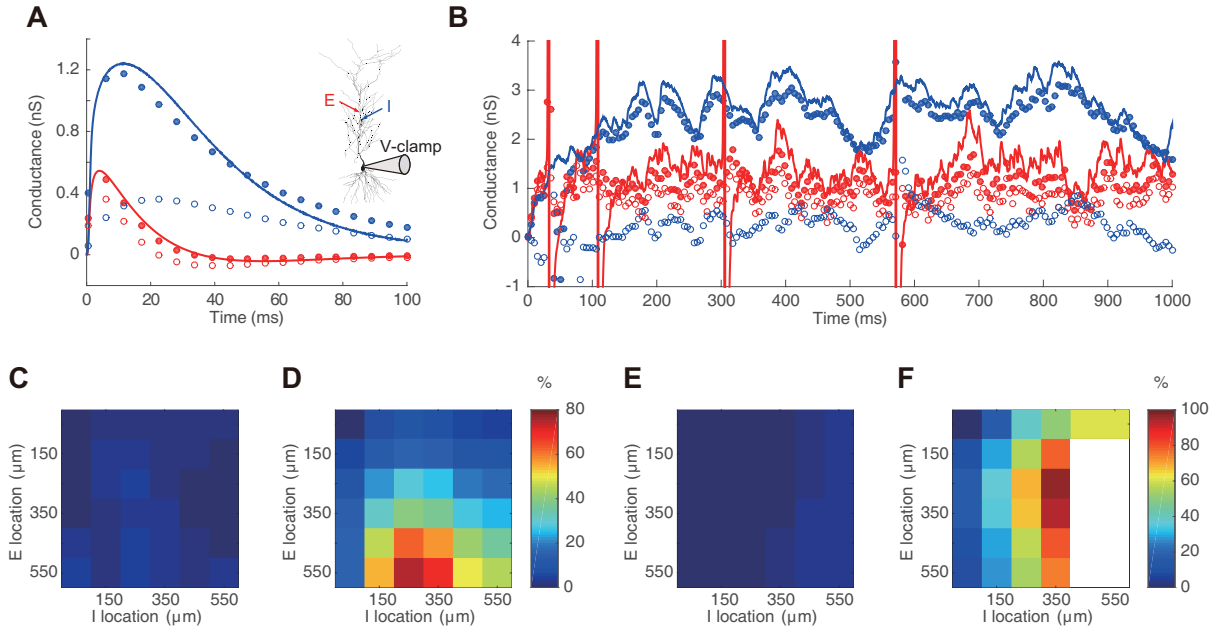 A
Conductance (nS)
1.2
0.8
0.4
0
0 20 40 60 80 100
Time (ms)
E
I
V-clamp
B
Conductance (nS)
4
3
2
1
0
-1
0 100 200 300 400 500 580 700 800 900 1000
Time (ms)
C
E location (µm)
150
350
550
150 350 550
I location (µm)
D
E location (µm)
150
350
550
150 350 550
I location (µm)
%
80
60
40
20
0
E
E location (µm)
150
350
550
150 350 550
I location (µm)
F
E location (µm)
150
350
550
150 350 550
I location (µm)
%
100
80
60
40
20
0